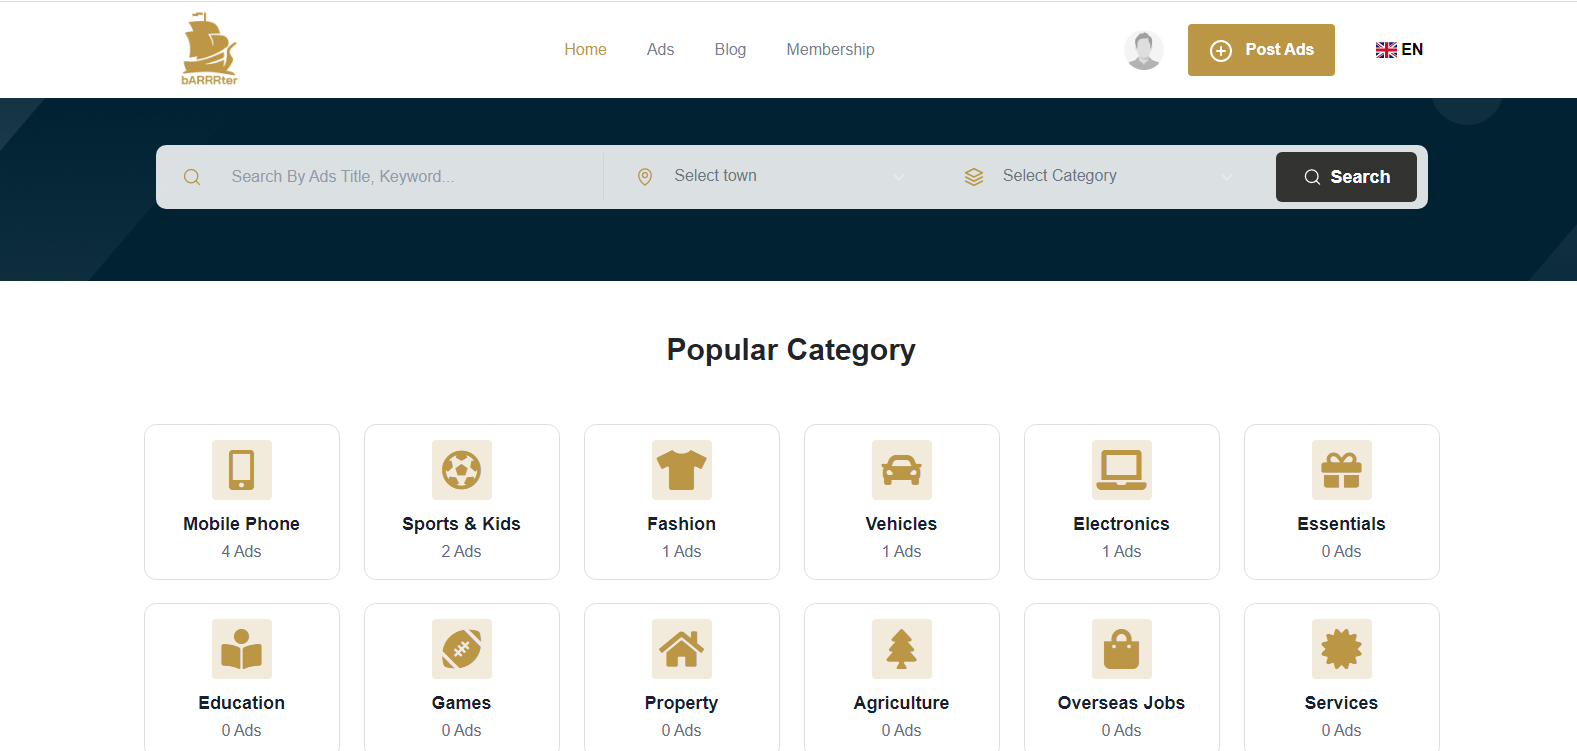 bARRRter
Home Ads Blog Membership
Post Ads
EN
Search By Ads Title, Keyword...
Select town
Select Category
Search
Popular Category
Mobile Phone
4 Ads
Sports & Kids
2 Ads
Fashion
1 Ads
Vehicles
1 Ads
Electronics
1 Ads
Essentials
0 Ads
Education
0 Ads
Games
0 Ads
Property
0 Ads
Agriculture
0 Ads
Overseas Jobs
0 Ads
Services
0 Ads